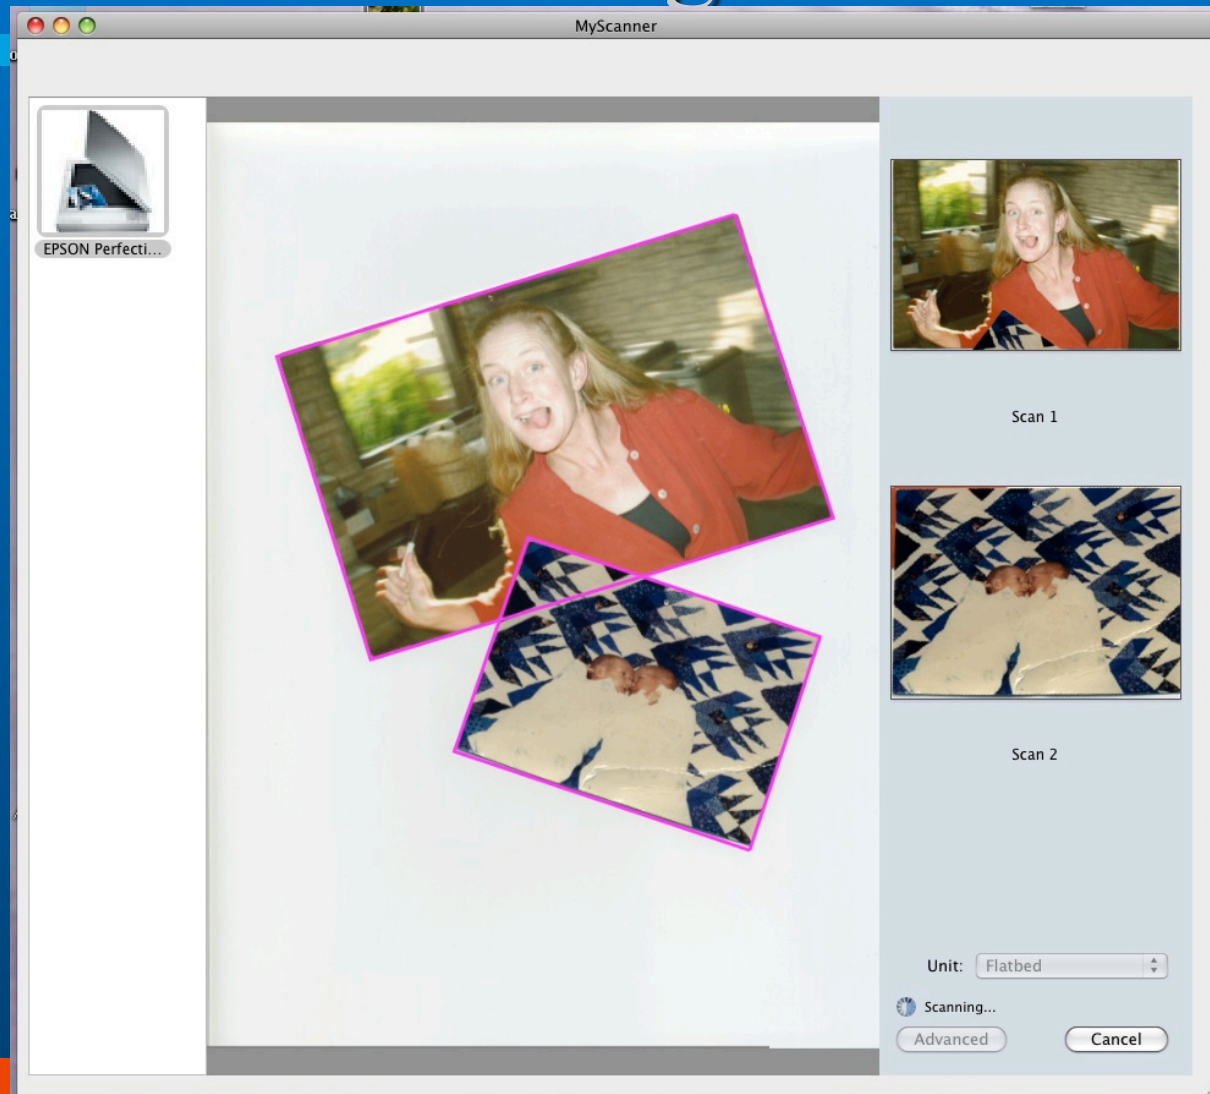 MyScanner
EPSON Perfecti...
Scan 1
Scan 2
Unit: Flatbed
Scanning...
Advanced Cancel